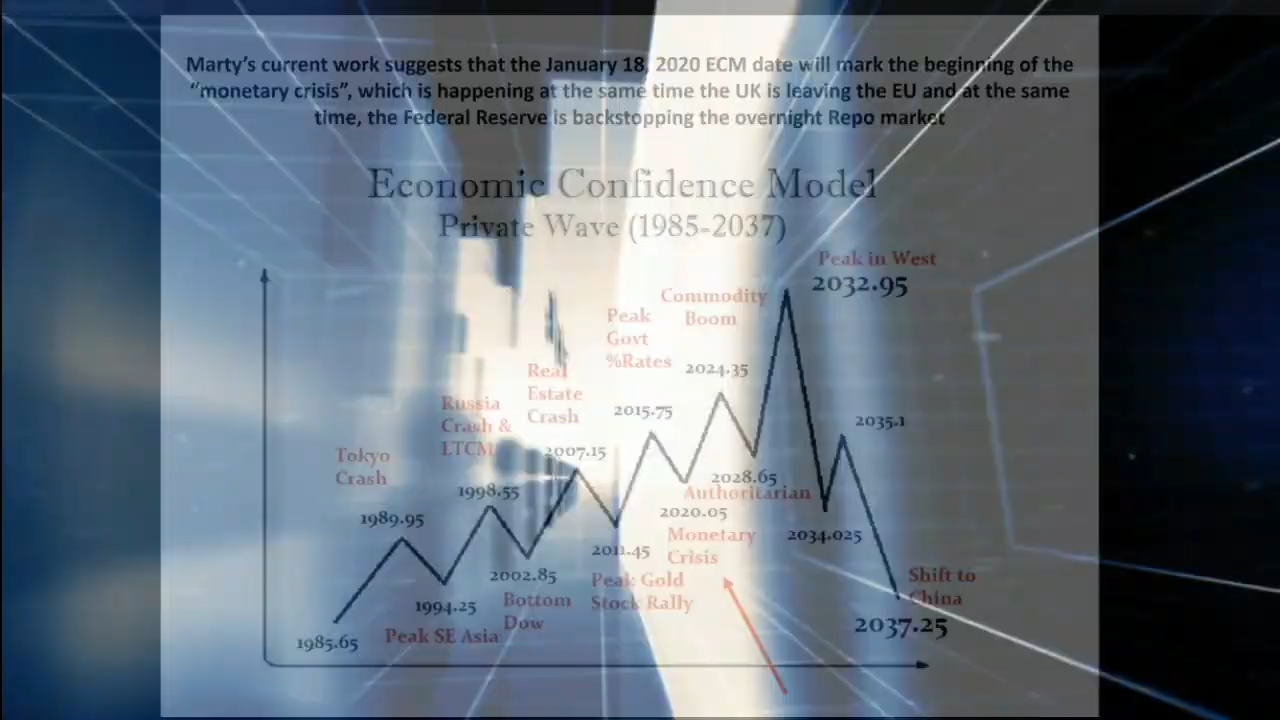 Marty's current work suggests that the January 18, 2020 ECM date will mark the beginning of the
“monetary crisis”, which is happening at the same time the UK is leaving the EU and at the same
time, the Federal Reserve is backstopping the overnight Repo market
Economic Confidence Model
Private Wave (1985-2037)
Peak in West
2032.95
Commodity
Boom
Peak
Govt
%Rates
2024.35
Real
Estate
Crash
2015.75
2035.1
Russia
Crash &
LTCM
2007.15
Tokyo
Crash
1998.55
1989.95
2028.65
Authoritarian
2020.05
Monetary
Crisis
2034.025
2011.45
Peak Gold
Stock Rally
2002.85
Bottom
Dow
1994.25
Peak SE Asia
1985.65
Shift to
China
2037.25